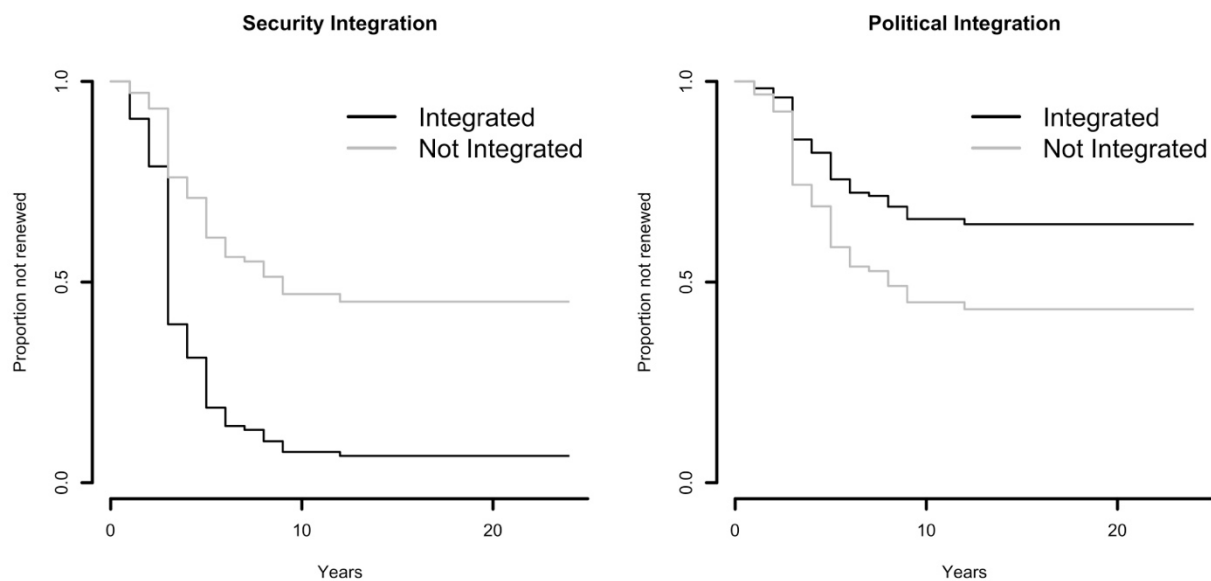 Security Integration
Proportion not renewed
1.0
0.5
0.0
Integrated
Not Integrated
0
10
20
Years
Political Integration
Proportion not renewed
1.0
0.5
0.0
Integrated
Not Integrated
0
10
20
Years